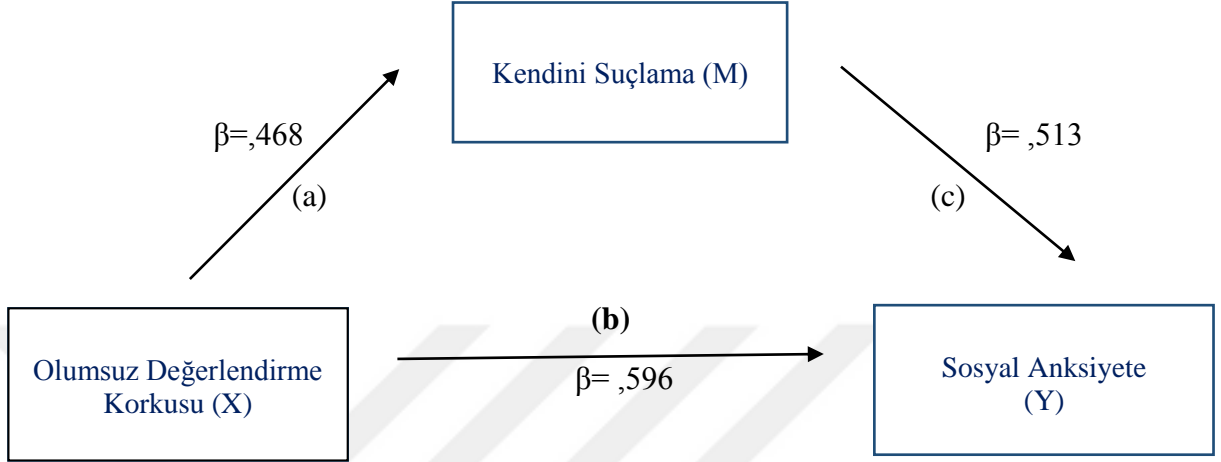 Kendini Suçlama (M)
β=,468
β= ,513
(a)
(c)
(b)
β= ,596
Olumsuz Değerlendirme
Korkusu (X)
Sosyal Anksiyete
(Y)